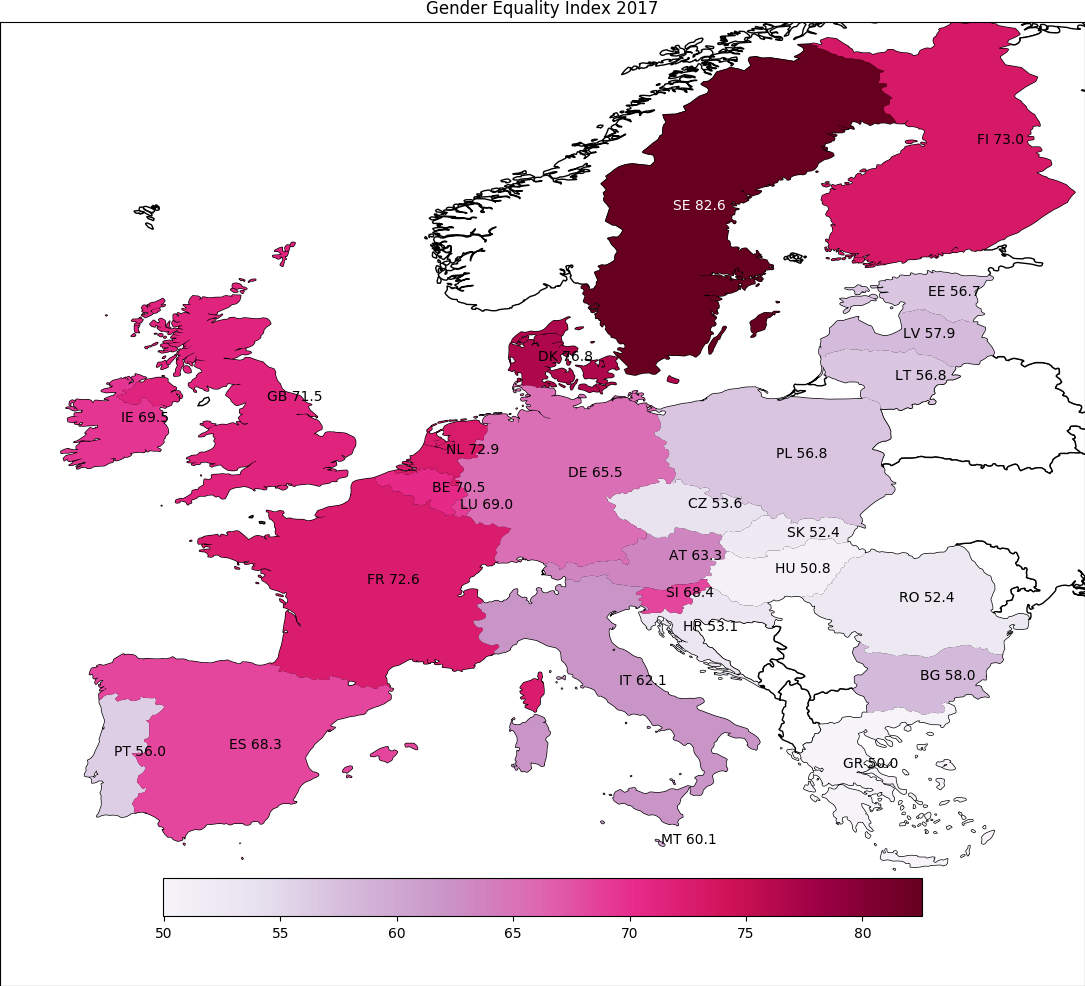 Gender Equality Index 2017
FI 73.0
SE 82.6
EE 56.7
LV 57.9
DK 76.8
LT 56.8
GB 71.5
IE 69.5
NL 72.9
PL 56.8
DE 65.5
BE 70.5
LU 69.0
CZ 53.6
SK 52.4
AT 63.3
HU 50.8
FR 72.6
SI 68.4
RO 52.4
HR 53.1
BG 58.0
IT 62.1
ES 68.3
PT 56.0
GR 50.0
MT 60.1
50 55 60 65 70 75 80